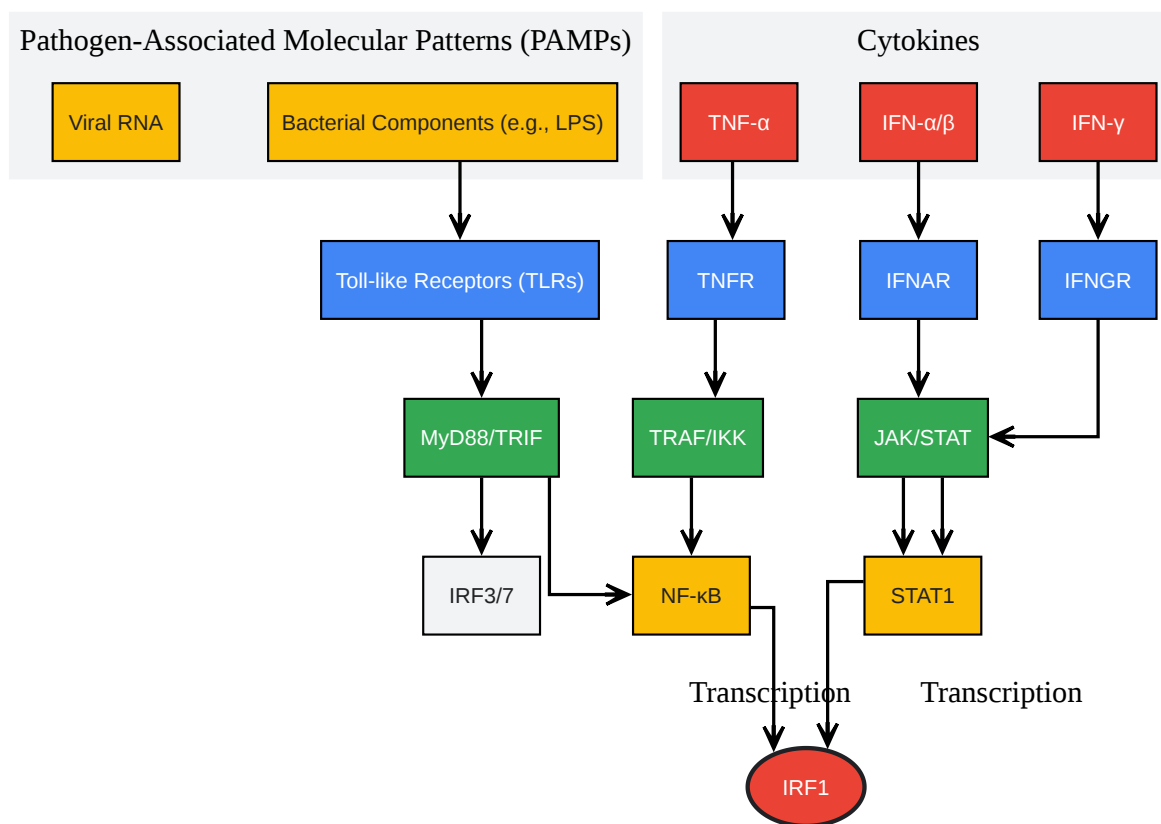 Pathogen-Associated Molecular Patterns (PAMPs)
Cytokines
Viral RNA
Bacterial Components (e.g., LPS)
TNF-α
IFN-α/β
IFN-γ
Toll-like Receptors (TLRs)
TNFR
IFNAR
IFNGR
MyD88/TRIF
TRAF/IKK
JAK/STAT
IRF3/7
NF-κB
STAT1
Transcription
Transcription
IRF1